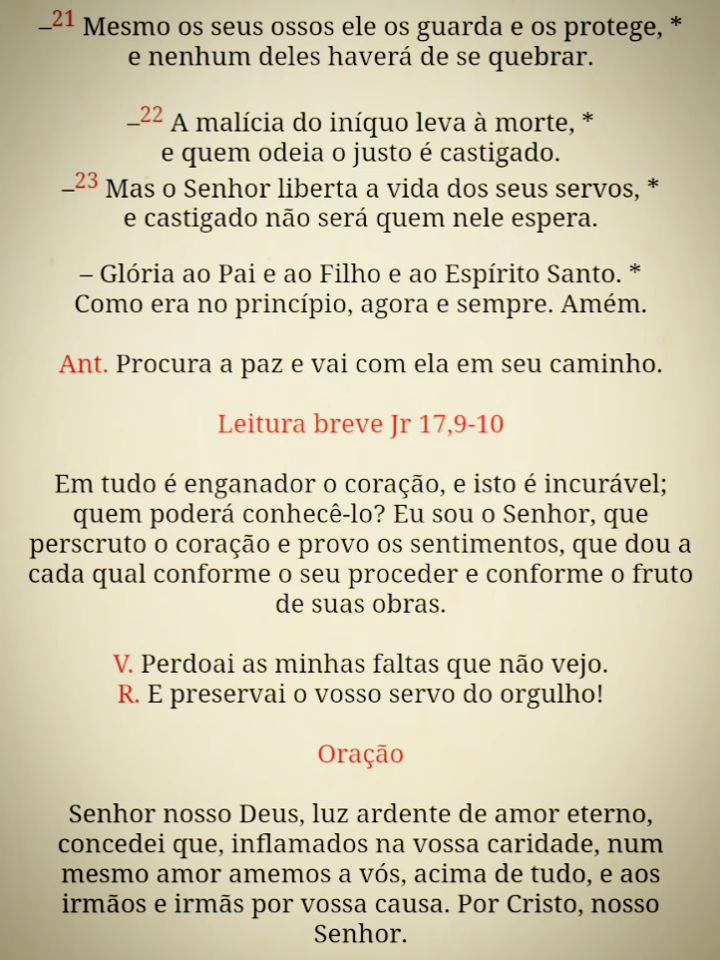 –21 Mesmo os seus ossos ele os guarda e os protege, *
e nenhum deles haverá de se quebrar.
–22 A malícia do iníquo leva à morte, *
e quem odeia o justo é castigado.
–23 Mas o Senhor liberta a vida dos seus servos, *
e castigado não será quem nele espera.
– Glória ao Pai e ao Filho e ao Espírito Santo. *
Como era no princípio, agora e sempre. Amém.
Ant. Procura a paz e vai com ela em seu caminho.
Leitura breve Jr 17,9-10
Em tudo é enganador o coração, e isto é incurável;
quem poderá conhecê-lo? Eu sou o Senhor, que
perscruto o coração e provo os sentimentos, que dou a
cada qual conforme o seu proceder e conforme o fruto
de suas obras.
V. Perdoai as minhas faltas que não vejo.
R. E preservai o vosso servo do orgulho!
Oração
Senhor nosso Deus, luz ardente de amor eterno,
concedei que, inflamados na vossa caridade, num
mesmo amor amemos a vós, acima de tudo, e aos
irmãos e irmãs por vossa causa. Por Cristo, nosso
Senhor.